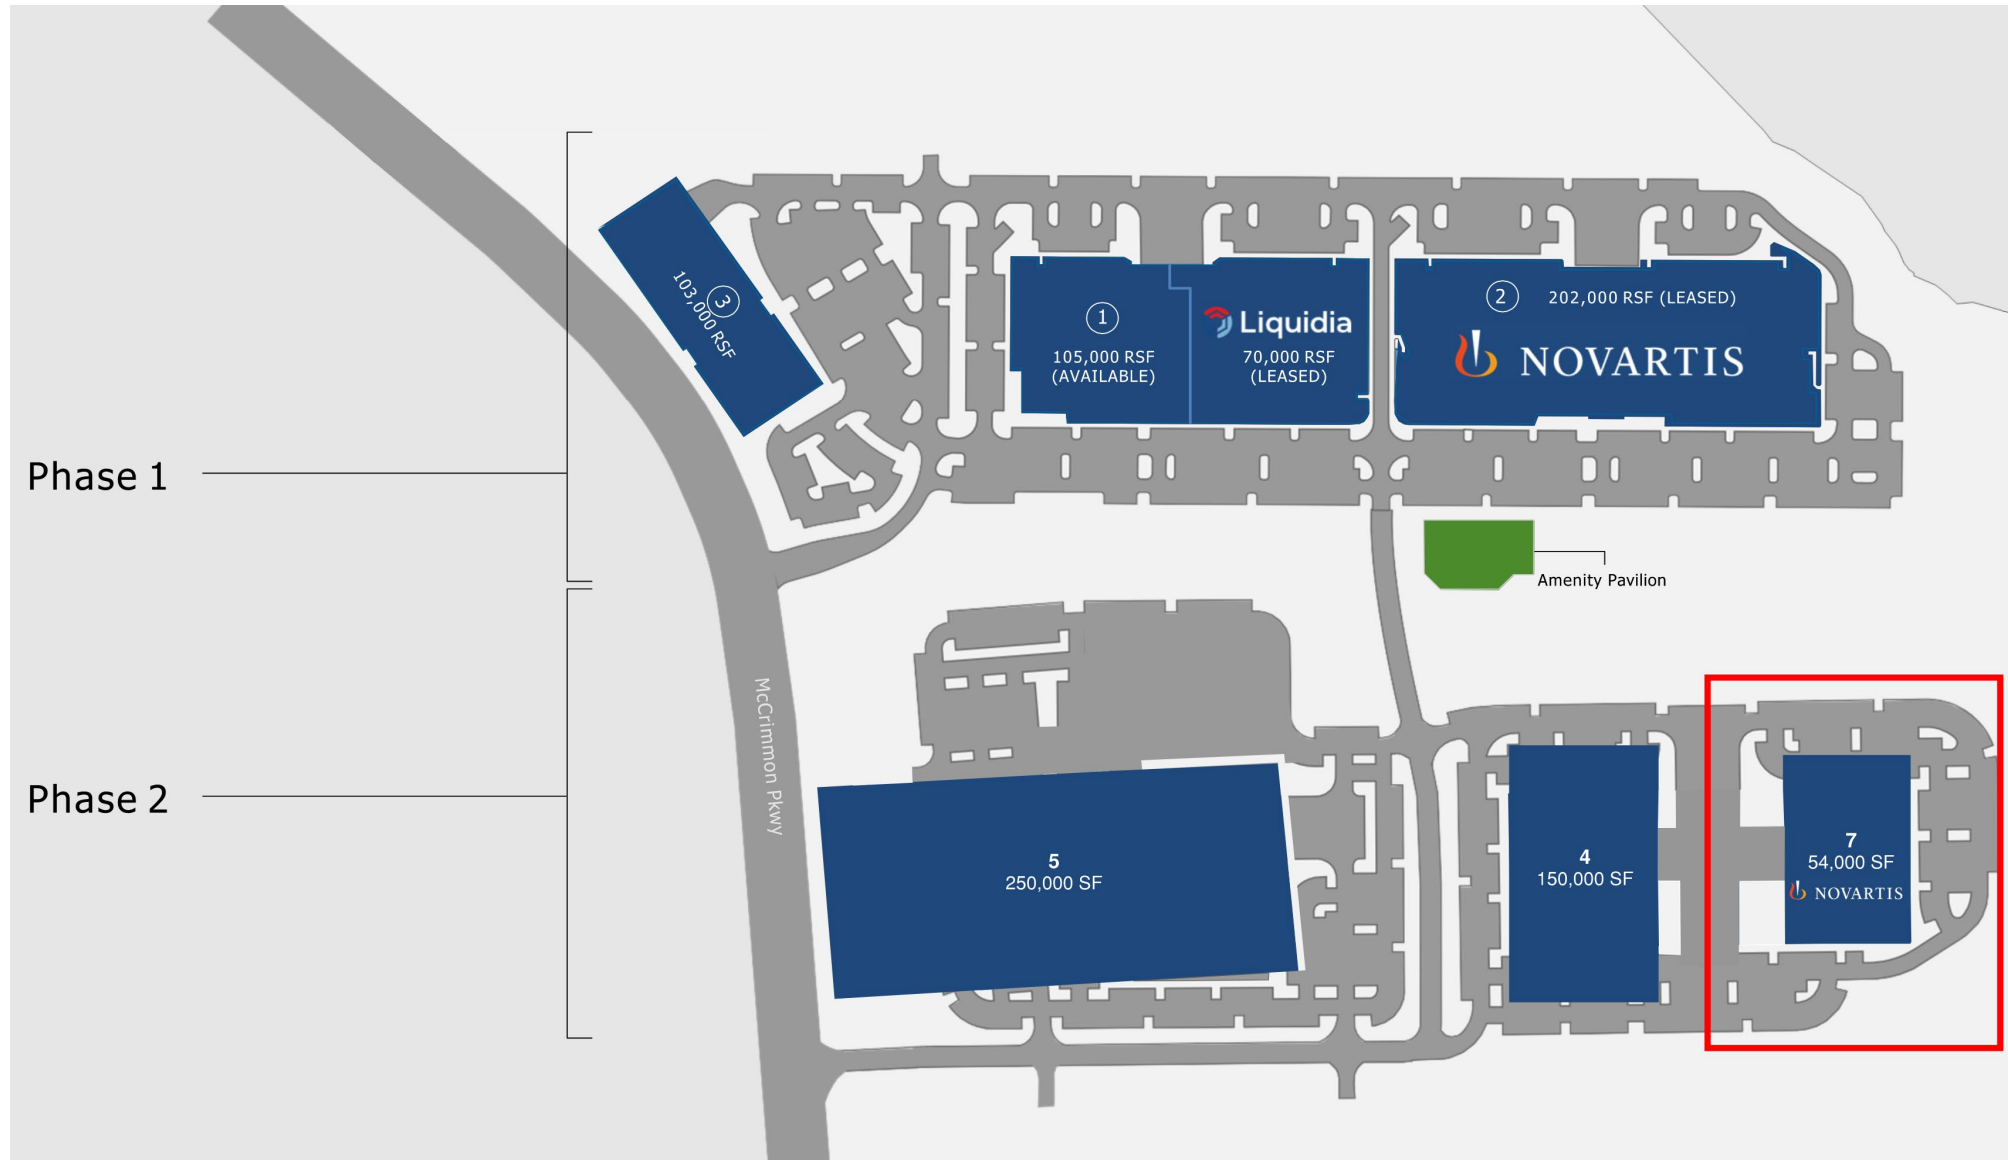 Phase 1
3
103,000 RSF
1
105,000 RSF
(AVAILABLE)
Liquidia
70,000 RSF
(LEASED)
2
202,000 RSF (LEASED)
NOVARTIS
Amenity Pavilion
Phase 2
McCrimmon Pkwy
5
250,000 SF
4
150,000 SF
7
54,000 SF
NOVARTIS